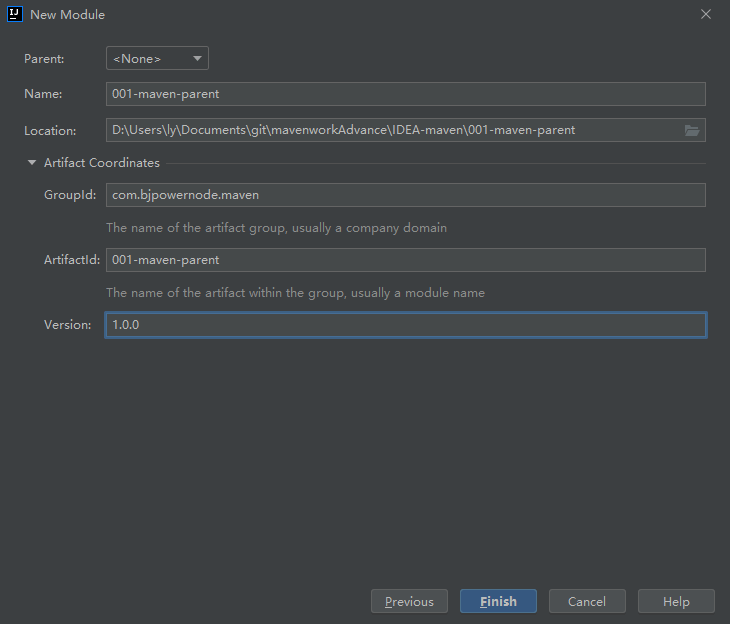 IJ New Module
Parent: <None>
Name: 001-maven-parent
Location: D:\Users\ly\Documents\git\mavenworkAdvance\IDEA-maven\001-maven-parent
Artifact Coordinates
GroupId: com.bjpowernode.maven
The name of the artifact group, usually a company domain
ArtifactId: 001-maven-parent
The name of the artifact within the group, usually a module name
Version: 1.0.0
Previous Finish Cancel Help